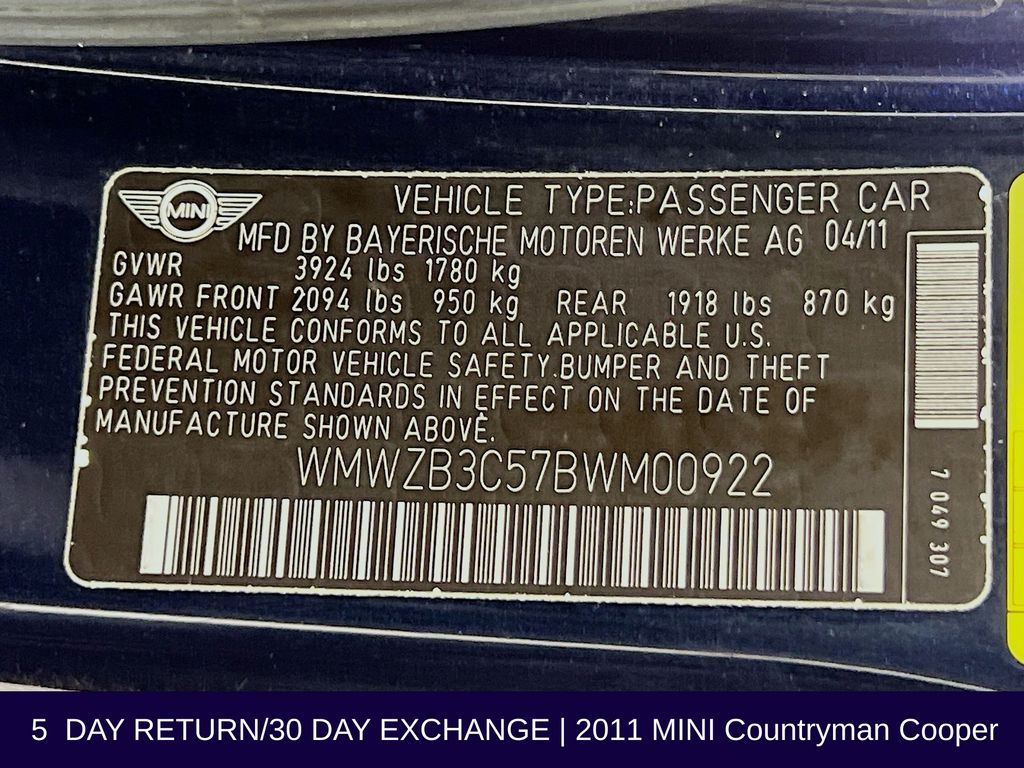 MINI
VEHICLE TYPE:PASSENGER CAR
MFD BY BAYERISCHE MOTOREN WERKE AG 04/11
GVWR 3924 lbs 1780 kg
GAWR FRONT 2094 lbs 950 kg REAR 1918 lbs 870 kg
THIS VEHICLE CONFORMS TO ALL APPLICABLE U.S.
FEDERAL MOTOR VEHICLE SAFETY.BUMPER AND THEFT
PREVENTION STANDARDS IN EFFECT ON THE DATE OF
MANUFACTURE SHOWN ABOVE.
WMWZB3C57BWM00922
7 049 307
5 DAY RETURN/30 DAY EXCHANGE | 2011 MINI Countryman Cooper